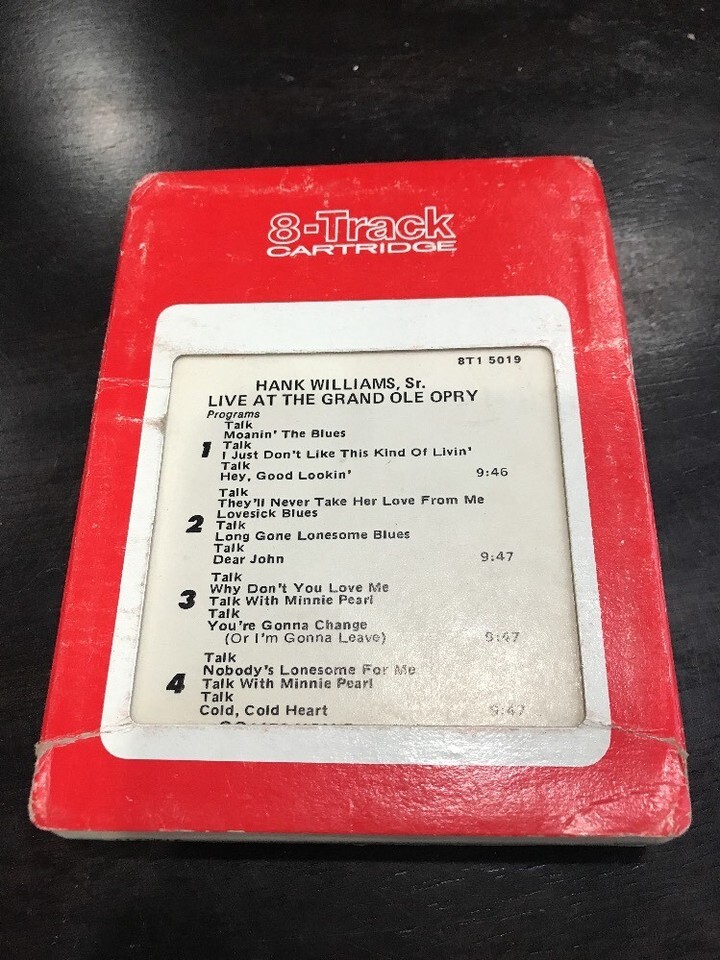 8-Track
CARTRIDGE
8T1 5019
HANK WILLIAMS, Sr.
LIVE AT THE GRAND OLE OPRY
Programs
Talk
Moanin' The Blues
1 Talk
I Just Don't Like This Kind Of Livin'
Talk
Hey, Good Lookin' 9:46
Talk
They'll Never Take Her Love From Me
Lovesick Blues
2 Talk
Long Gone Lonesome Blues
Talk
Dear John 9:47
Talk
Why Don't You Love Me
3 Talk With Minnie Pearl
Talk
You're Gonna Change
(Or I'm Gonna Leave) 9:47
Talk
Nobody's Lonesome For Me
4 Talk With Minnie Pearl
Talk
Cold, Cold Heart 9:47